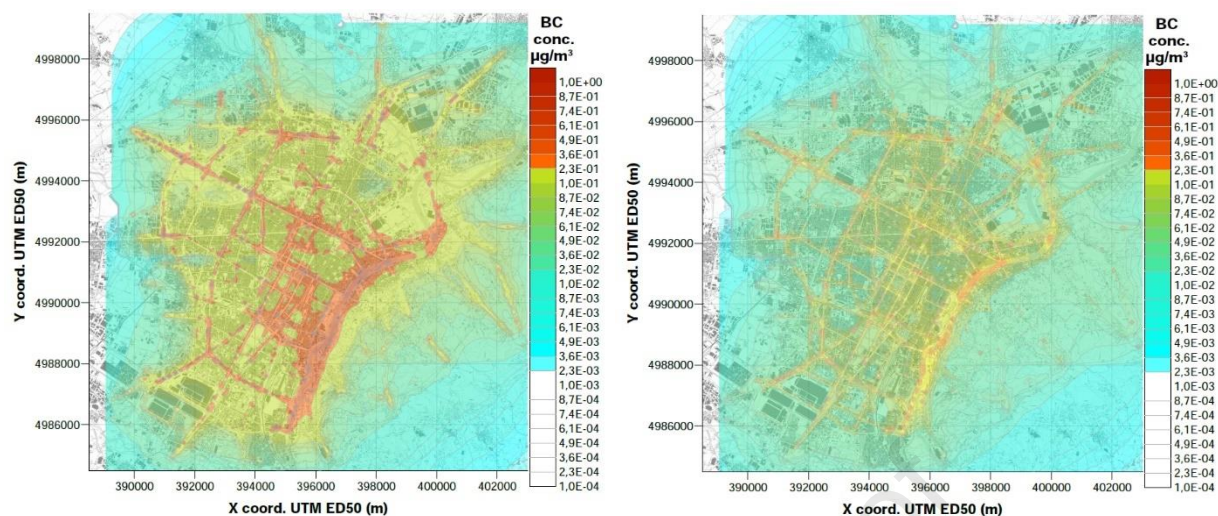 BC
conc.
µg/m³
1,0E+00
8.7E-01
7.4E-01
6.1E-01
4.9E-01
3.6E-01
2.3E-01
1.0E-01
8.7E-02
7.4E-02
6.1E-02
4.9E-02
3.6E-02
2.3E-02
1.0E-02
8.7E-03
7.4E-03
6.1E-03
4.9E-03
3.6E-03
2.3E-03
1.0E-03
8.7E-04
7.4E-04
6.1E-04
4.9E-04
3.6E-04
2.3E-04
1,0E-04
Y coord. UTM ED50 (m)
4998000
4996000
4994000
4992000
4990000
4988000
4986000
390000 392000 394000 396000 398000 400000 402000
X coord. UTM ED50 (m)
BC
conc.
µg/m³
1,0E+00
8.7E-01
7.4E-01
6.1E-01
4.9E-01
3.6E-01
2.3E-01
1.0E-01
8.7E-02
7.4E-02
6.1E-02
4.9E-02
3.6E-02
2.3E-02
1.0E-02
8.7E-03
7.4E-03
6.1E-03
4.9E-03
3.6E-03
2.3E-03
1.0E-03
8.7E-04
7.4E-04
6.1E-04
4.9E-04
3.6E-04
2.3E-04
1,0E-04
Y coord. UTM ED50 (m)
4998000
4996000
4994000
4992000
4990000
4988000
4986000
390000 392000 394000 396000 398000 400000 402000
X coord. UTM ED50 (m)